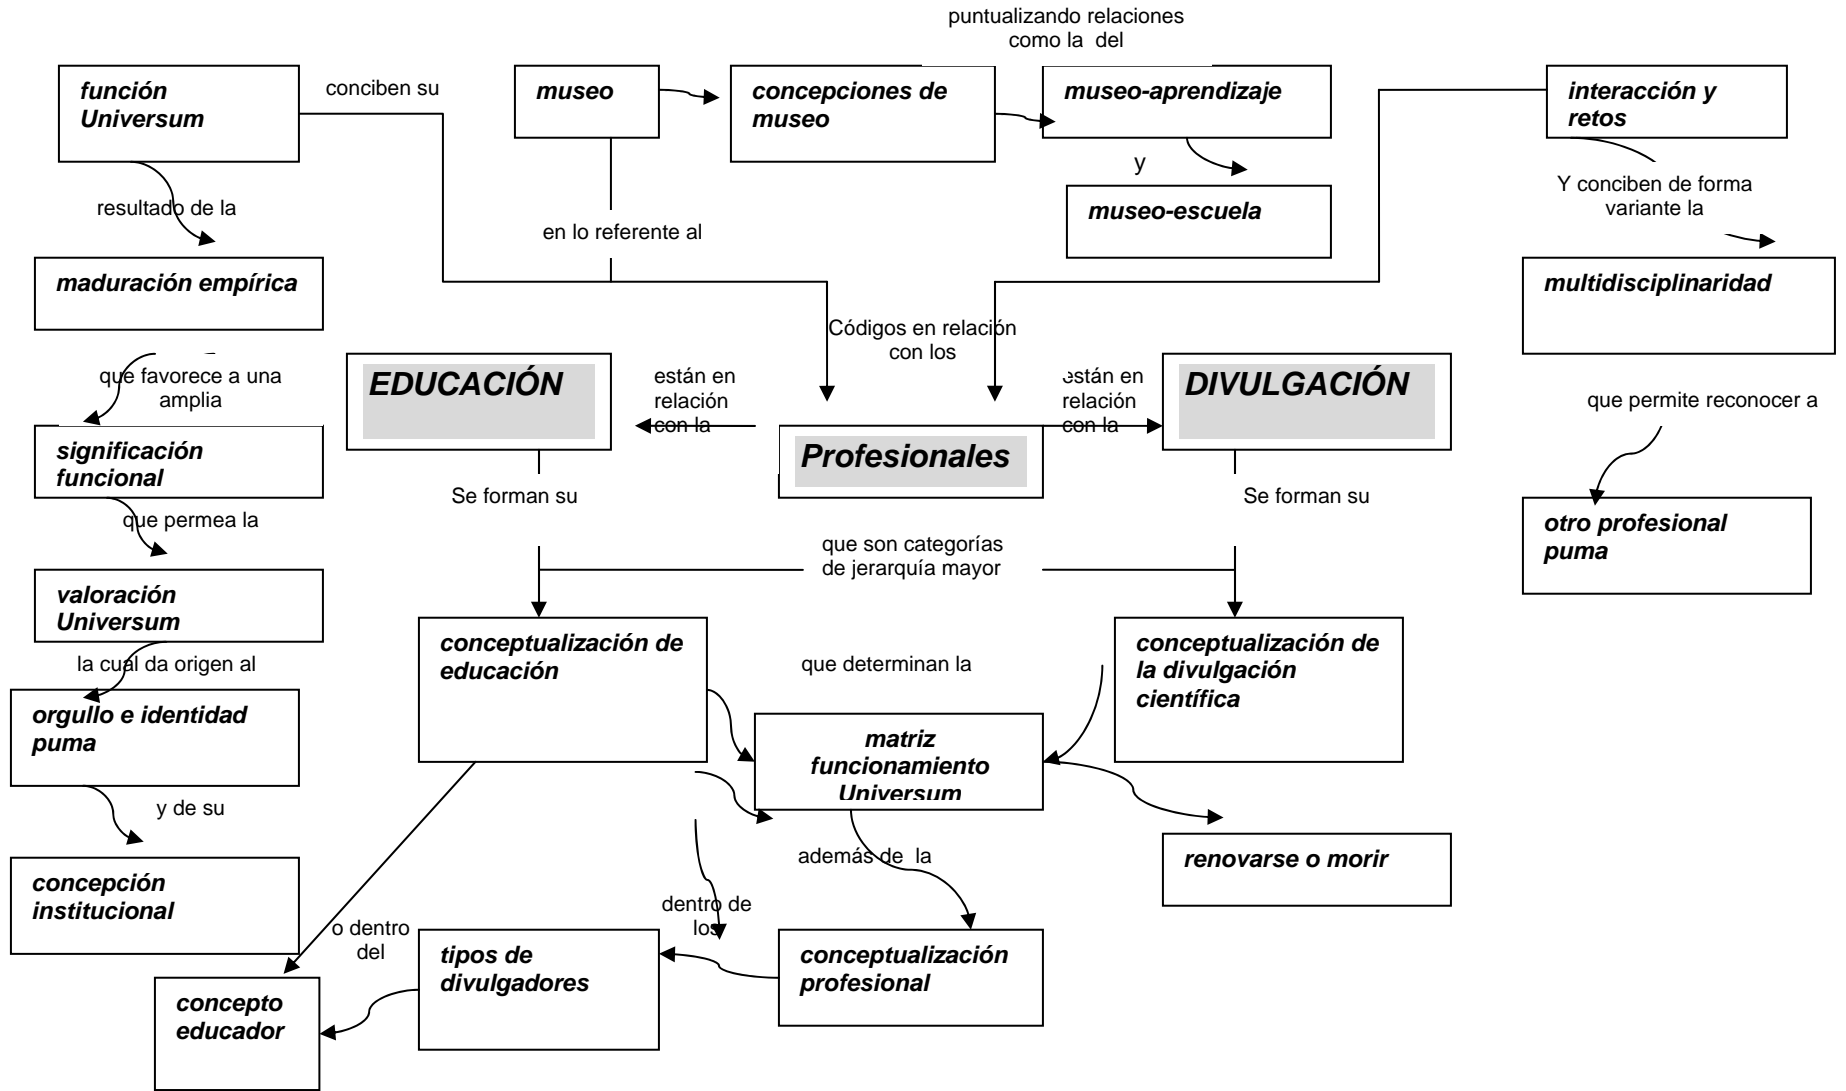 puntualizando relaciones
como la del
función
Universum
conciben su
museo
concepciones de
museo
museo-aprendizaje
interacción y
retos
y
resultado de la
museo-escuela
Y conciben de forma
variante la
en lo referente al
maduración empírica
multidisciplinaridad
Códigos en relación
con los
que favorece a una
amplia
EDUCACIÓN
están en
relación
con la
están en
relación
con la
DIVULGACIÓN
que permite reconocer a
significación
funcional
Profesionales
Se forman su
Se forman su
que permea la
otro profesional
puma
que son categorías
de jerarquía mayor
valoración
Universum
la cual da origen al
conceptualización de
educación
que determinan la
conceptualización de
la divulgación
científica
orgullo e identidad
puma
matriz
funcionamiento
Universum
y de su
además de la
renovarse o morir
concepción
institucional
o dentro
del
dentro de
los
tipos de
divulgadores
conceptualización
profesional
concepto
educador